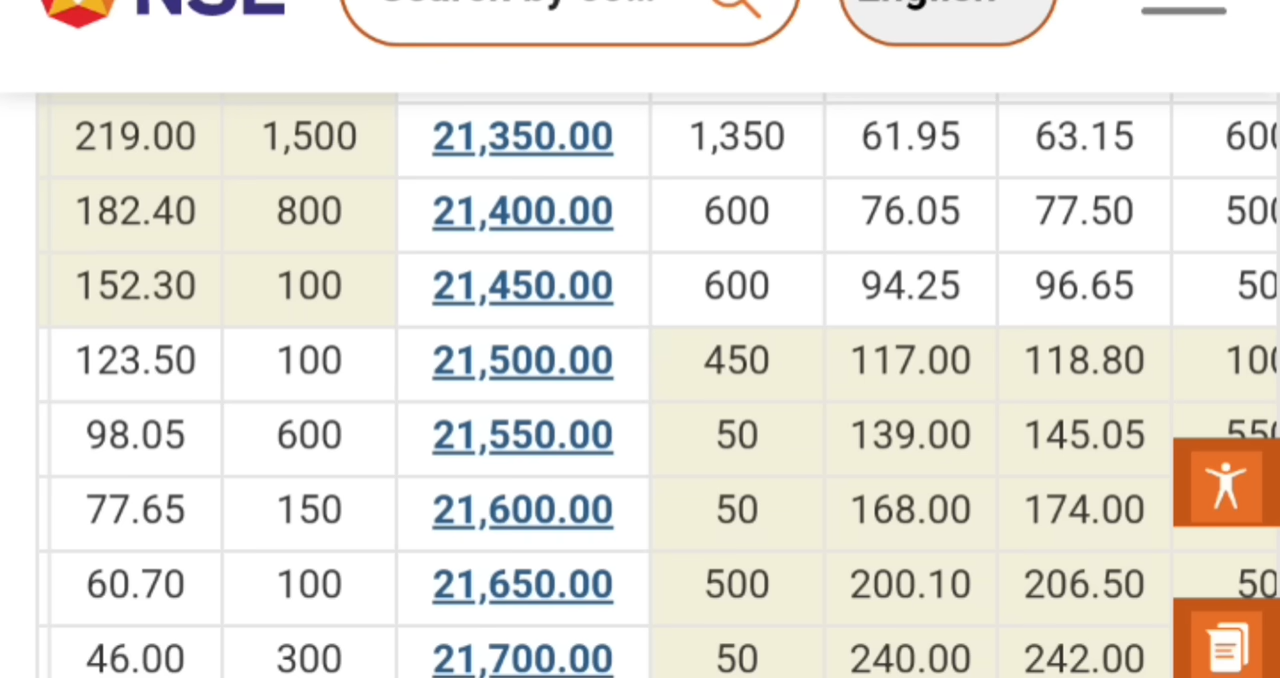 NSE
English
219.00 1,500 21,350.00 1,350 61.95 63.15
182.40 800 21,400.00 600 76.05 77.50
152.30 100 21,450.00 600 94.25 96.65
123.50 100 21,500.00 450 117.00 118.80
98.05 600 21,550.00 50 139.00 145.05
77.65 150 21,600.00 50 168.00 174.00
60.70 100 21,650.00 500 200.10 206.50
46.00 300 21,700.00 50 240.00 242.00